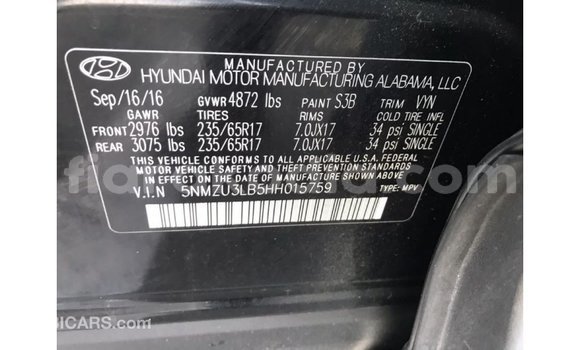 MANUFACTURED BY
HYUNDAI MOTOR MANUFACTURING ALABAMA, LLC
Sep/16/16 GVWR 4872 lbs PAINT S3B TRIM VYN
GAWR TIRES RIMS COLD TIRE INFL
FRONT 2976 lbs 235/65R17 7.0JX17 34 psi SINGLE
REAR 3075 lbs 235/65R17 7.0JX17 34 psi SINGLE
THIS VEHICLE CONFORMS TO ALL APPLICABLE U.S.A. FEDERAL
MOTOR VEHICLE SAFETY AND THEFT PREVENTION STANDARDS
IN EFFECT ON THE DATE OF MANUFACTURE SHOWN ABOVE.
V.I.N 5NMZU3LB5HH015759 TYPE: MPV
BICARS.com